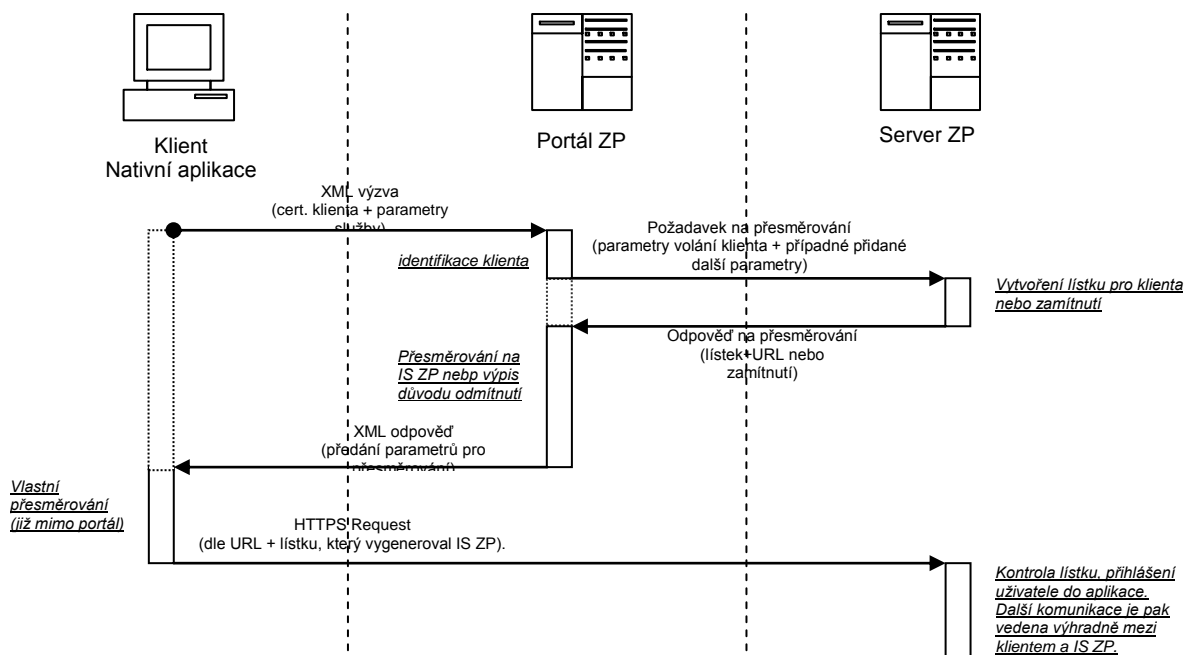 Klient
Nativní aplikace
Portál ZP
Server ZP
XML výzva
(cert. klienta + parametry
služby)
identifikace klienta
Požadavek na přesměrování
(parametry volání klienta + případné přidané
další parametry)
Vytvoření lístku pro klienta
nebo zamítnutí
Odpověď na přesměrování
(lístek+URL nebo
zamítnutí)
Přesměrování na
IS ZP nebp výpis
důvodu odmítnutí
XML odpověď
(předání parametrů pro
přesměrování)
Vlastní
přesměrování
(již mimo portál)
HTTPS Request
(dle URL + lístku, který vygeneroval IS ZP).
Kontrola lístku, přihlášení
uživatele do aplikace.
Další komunikace je pak
vedena výhradně mezi
klientem a IS ZP.